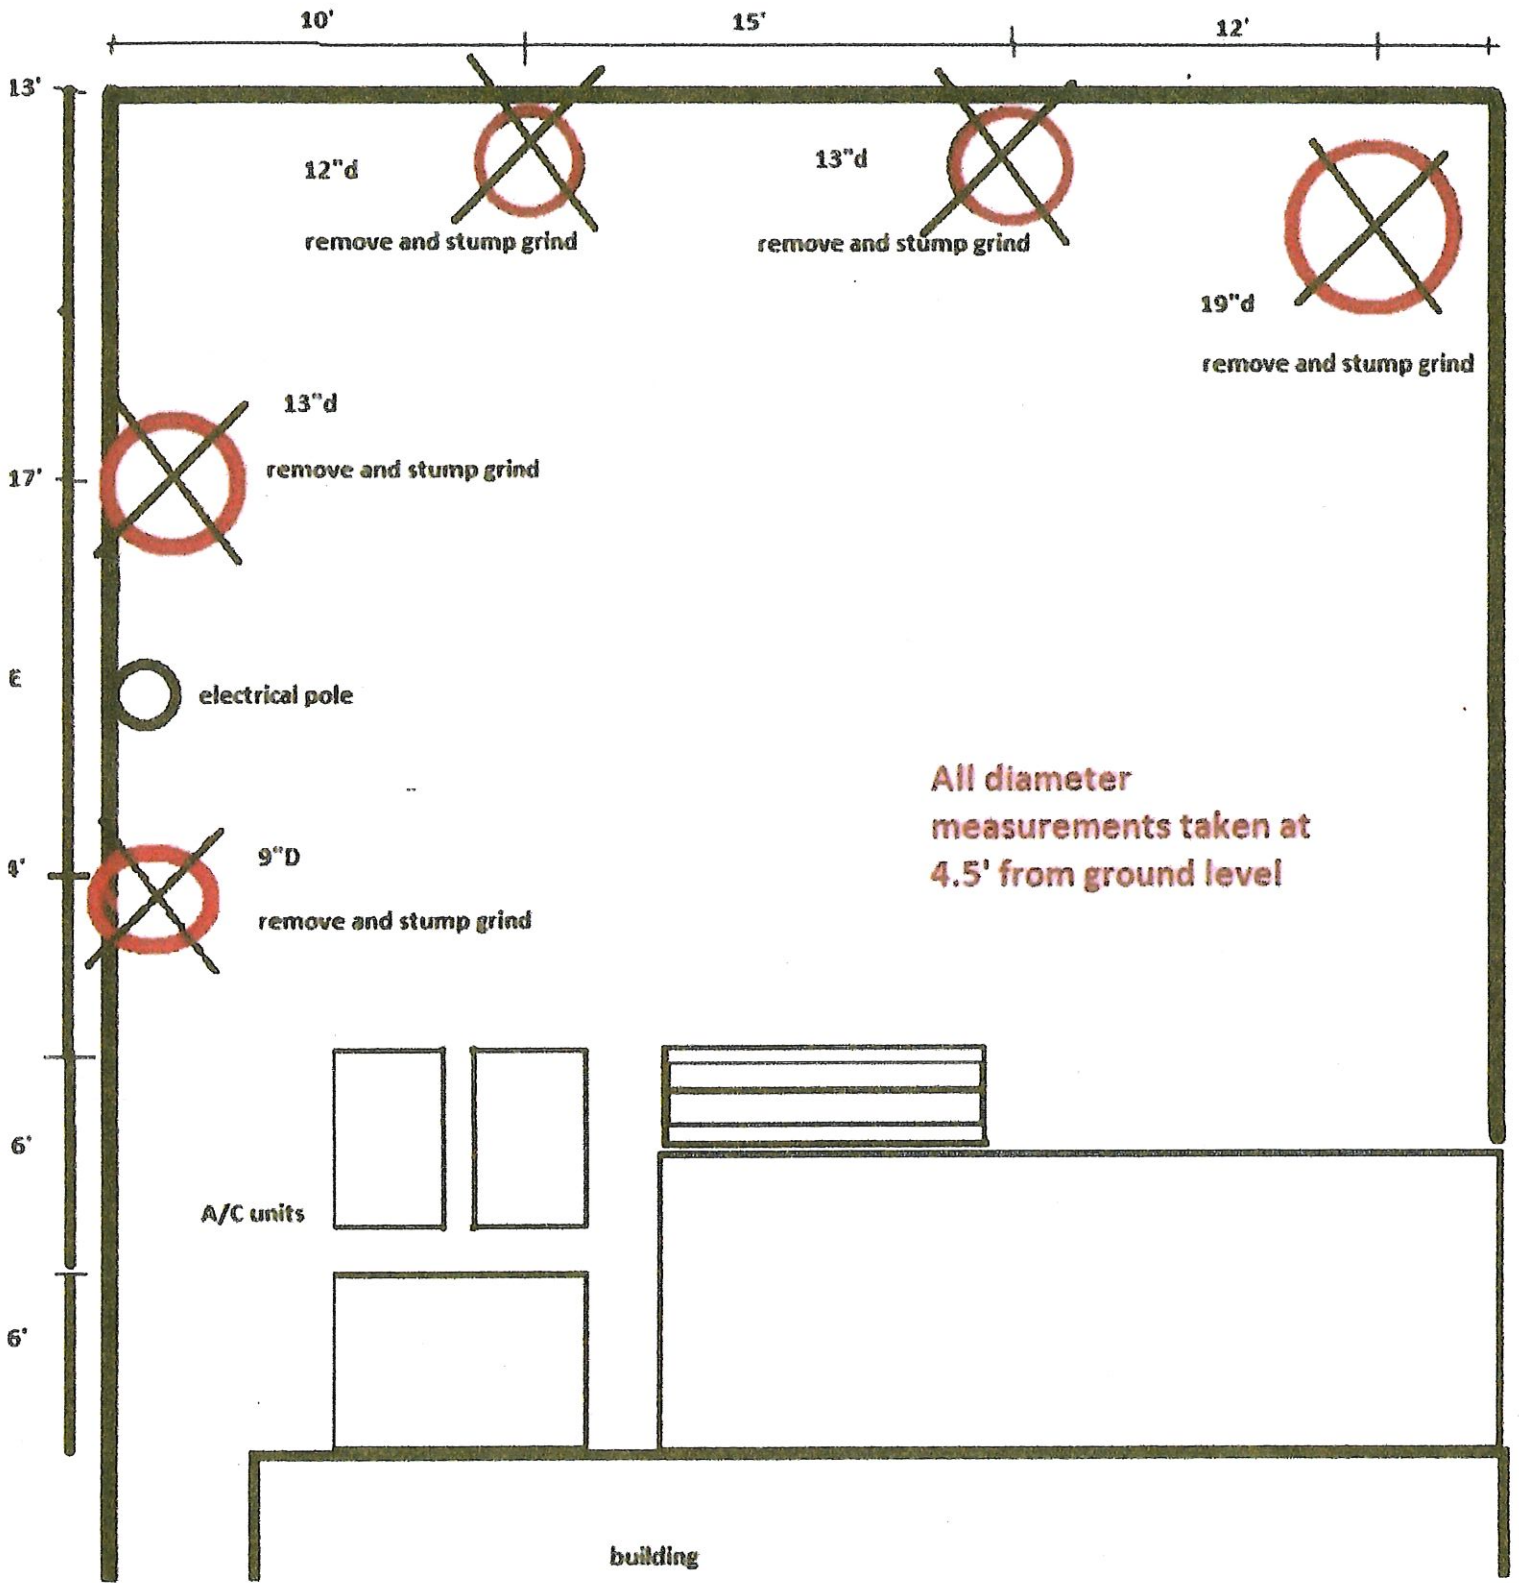 10' 15' 12'
13'
12"d
13"d
remove and stump grind
remove and stump grind
19"d
remove and stump grind
13"d
17'
remove and stump grind
electrical pole
All diameter
measurements taken at
4.5' from ground level
9"D
4'
remove and stump grind
6'
A/C units
6'
building